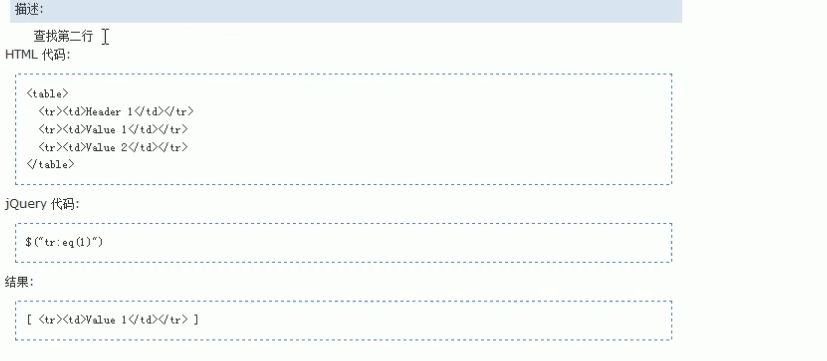 描述:
查找第二行
HTML 代码:
<table>
<tr><td>Header 1</td></tr>
<tr><td>Value 1</td></tr>
<tr><td>Value 2</td></tr>
</table>
jQuery 代码:
$("tr:eq(1)")
结果:
[ <tr><td>Value 1</td></tr> ]